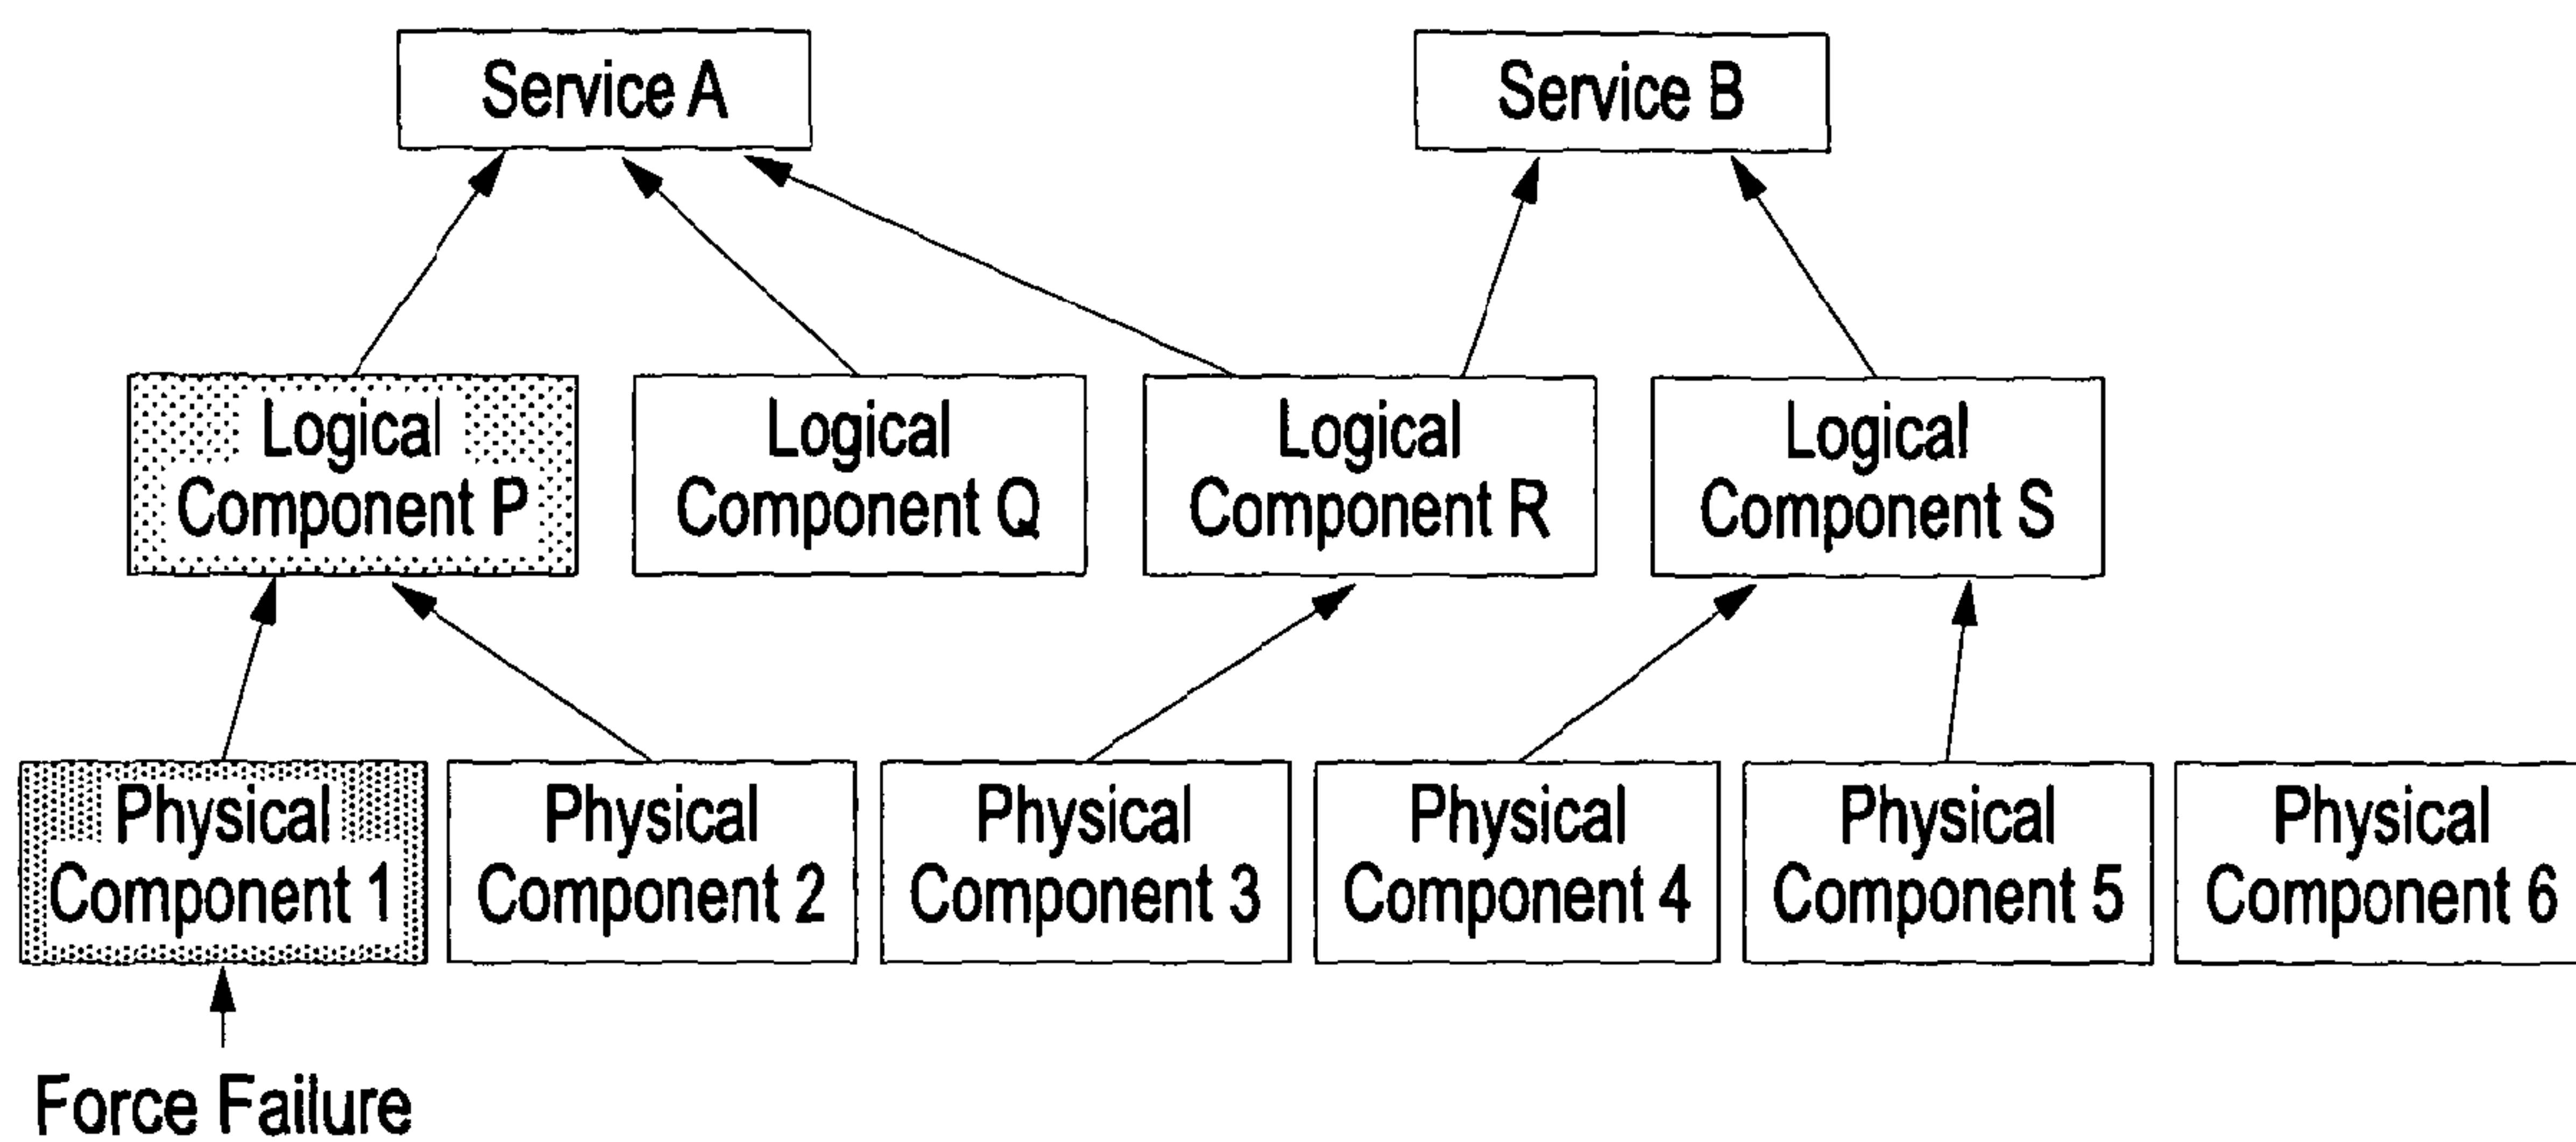 Service A
Service B
Logical
Component P
Logical
Component Q
Logical
Component R
Logical
Component S
Physical
Component 1
Physical
Component 2
Physical
Component 3
Physical
Component 4
Physical
Component 5
Physical
Component 6
Force Failure